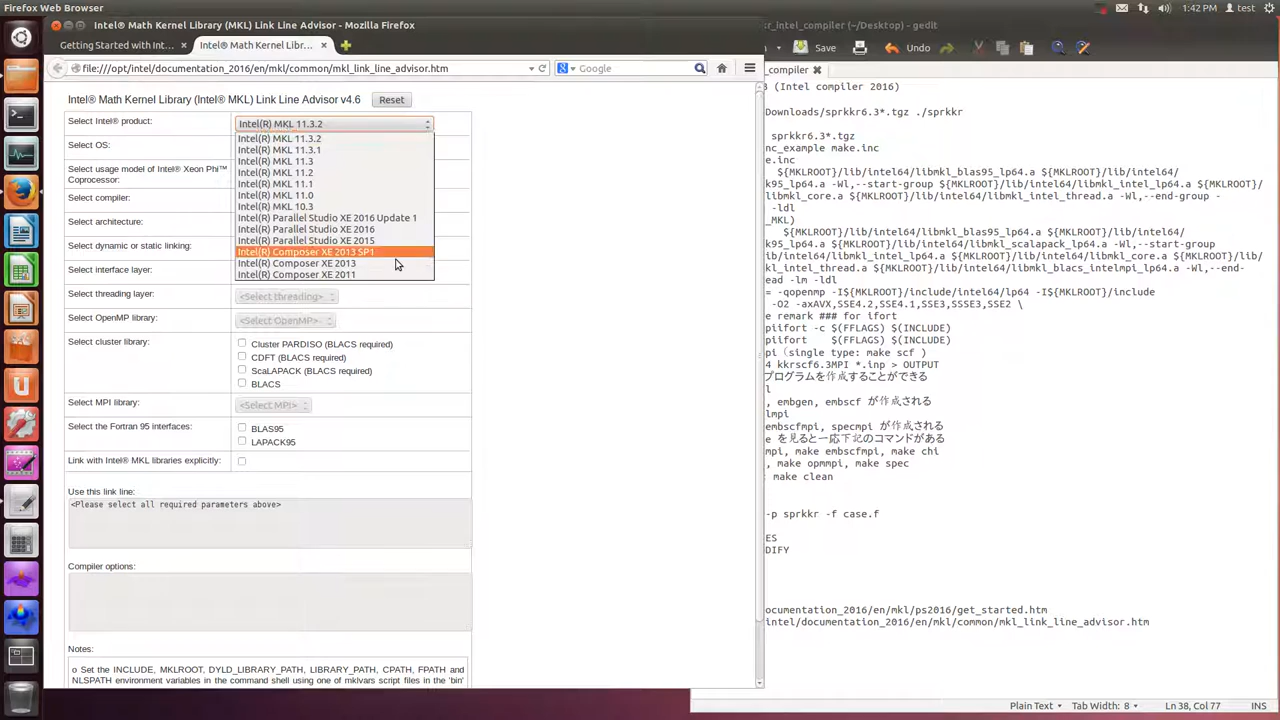 Firefox Web Browser
1:42 PM
test
Intel® Math Kernel Library (MKL) Link Line Advisor - Mozilla Firefox
Getting Started with Int...
Intel® Math Kernel Libr...
file:///opt/intel/documentation_2016/en/mkl/common/mkl_link_line_advisor.htm
Google
Intel® Math Kernel Library (Intel® MKL) Link Line Advisor v4.6
Reset
Select Intel® product:
Intel(R) MKL 11.3.2
Intel(R) MKL 11.3.2
Intel(R) MKL 11.3.1
Intel(R) MKL 11.3
Intel(R) MKL 11.2
Intel(R) MKL 11.1
Intel(R) MKL 11.0
Intel(R) MKL 10.3
Intel(R) Parallel Studio XE 2016 Update 1
Intel(R) Parallel Studio XE 2016
Intel(R) Parallel Studio XE 2015
Intel(R) Composer XE 2013 SP1
Intel(R) Composer XE 2013
Intel(R) Composer XE 2011
Select OS:
Select usage model of Intel® Xeon Phi™
Coprocessor:
Select compiler:
Select architecture:
Select dynamic or static linking:
Select interface layer:
Select threading layer:
<Select threading>
Select OpenMP library:
<Select OpenMP>
Select cluster library:
Cluster PARDISO (BLACS required)
CDFT (BLACS required)
ScaLAPACK (BLACS required)
BLACS
Select MPI library:
<Select MPI>
Select the Fortran 95 interfaces:
BLAS95
LAPACK95
Link with Intel® MKL libraries explicitly:
Use this link line:
<Please select all required parameters above>
Compiler options:
Notes:
o Set the INCLUDE, MKLROOT, DYLD_LIBRARY_PATH, LIBRARY_PATH, CPATH, FPATH and
NLSPATH environment variables in the command shell using one of mklvars script files in the 'bin'
kr_intel_compiler (~/Desktop) - gedit
Save
Undo
compiler
(Intel compiler 2016)
Downloads/sprkkr6.3*.tgz ./sprkkr
sprkkr6.3*.tgz
nc_example make.inc
e.inc
${MKLROOT}/lib/intel64/libmkl_blas95_lp64.a ${MKLROOT}/lib/intel64/
k95_lp64.a -Wl,--start-group ${MKLROOT}/lib/intel64/libmkl_intel_lp64.a
libmkl_core.a ${MKLROOT}/lib/intel64/libmkl_intel_thread.a -Wl,--end-group -
-ldl
_MKL)
${MKLROOT}/lib/intel64/libmkl_blas95_lp64.a ${MKLROOT}/lib/intel64/
k95_lp64.a ${MKLROOT}/lib/intel64/libmkl_scalapack_lp64.a -Wl,--start-group
libmkl_intel_lp64.a ${MKLROOT}/lib/intel64/libmkl_core.a ${MKLROOT}/lib/
l_intel_thread.a ${MKLROOT}/lib/intel64/libmkl_blacs_intelmpi_lp64.a -Wl,--end-
-lm -ldl
= -qopenmp -I${MKLROOT}/include/intel64/lp64 -I${MKLROOT}/include
-O2 -axAVX,SSE4.2,SSE4.1,SSE3,SSSE3,SSE2 \
e remark ### for ifort
piifort -c $(FFLAGS) $(INCLUDE)
piifort $(FFLAGS) $(INCLUDE)
pi (single type: make scf )
4 kkrscf6.3MPI *.inp > OUTPUT
プログラムを作成することができる
l
, embgen, embscf が作成される
lmpi
embscfmpi, specmpi が作成される
e を見ると一応下記のコマンドがある
mpi, make embscfmpi, make chi
i, make opmmpi, make spec
make clean
-p sprkkr -f case.f
ES
DIFY
documentation_2016/en/mkl/ps2016/get_started.htm
intel/documentation_2016/en/mkl/common/mkl_link_line_advisor.htm
Plain Text
Tab Width: 8
Ln 38, Col 77
INS